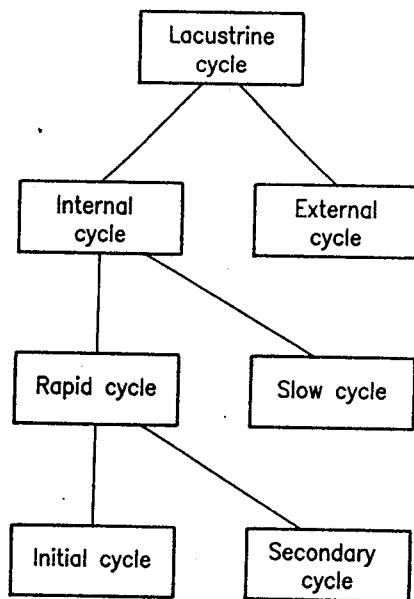 Lacustrine
cycle
Internal
cycle
External
cycle
Rapid cycle
Slow cycle
Initial cycle
Secondary
cycle